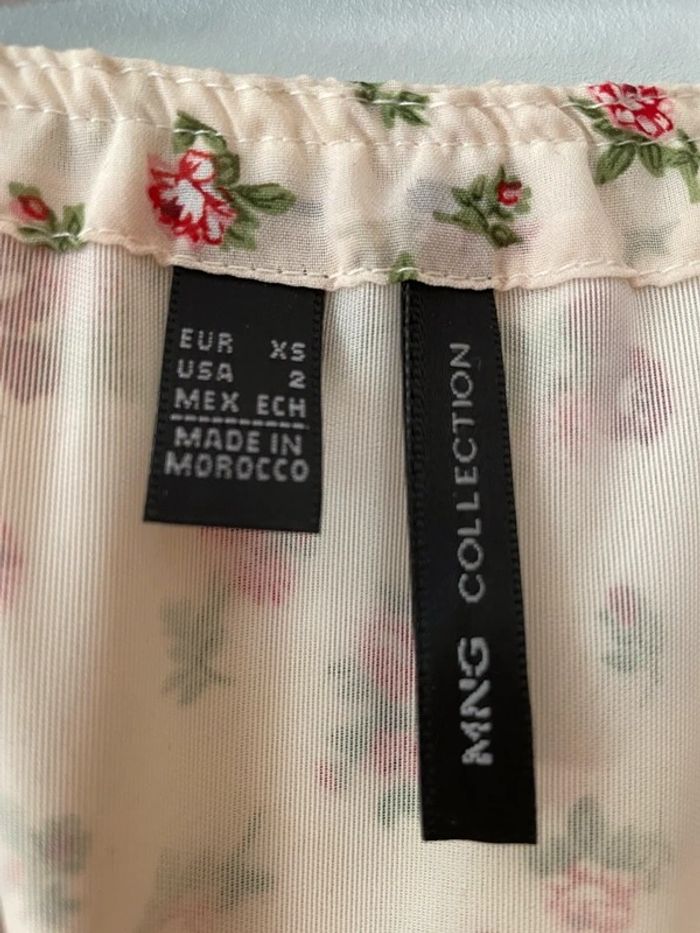 EUR XS
USA 2
MEX ECH
MADE IN
MOROCCO
MNG COLLECTION